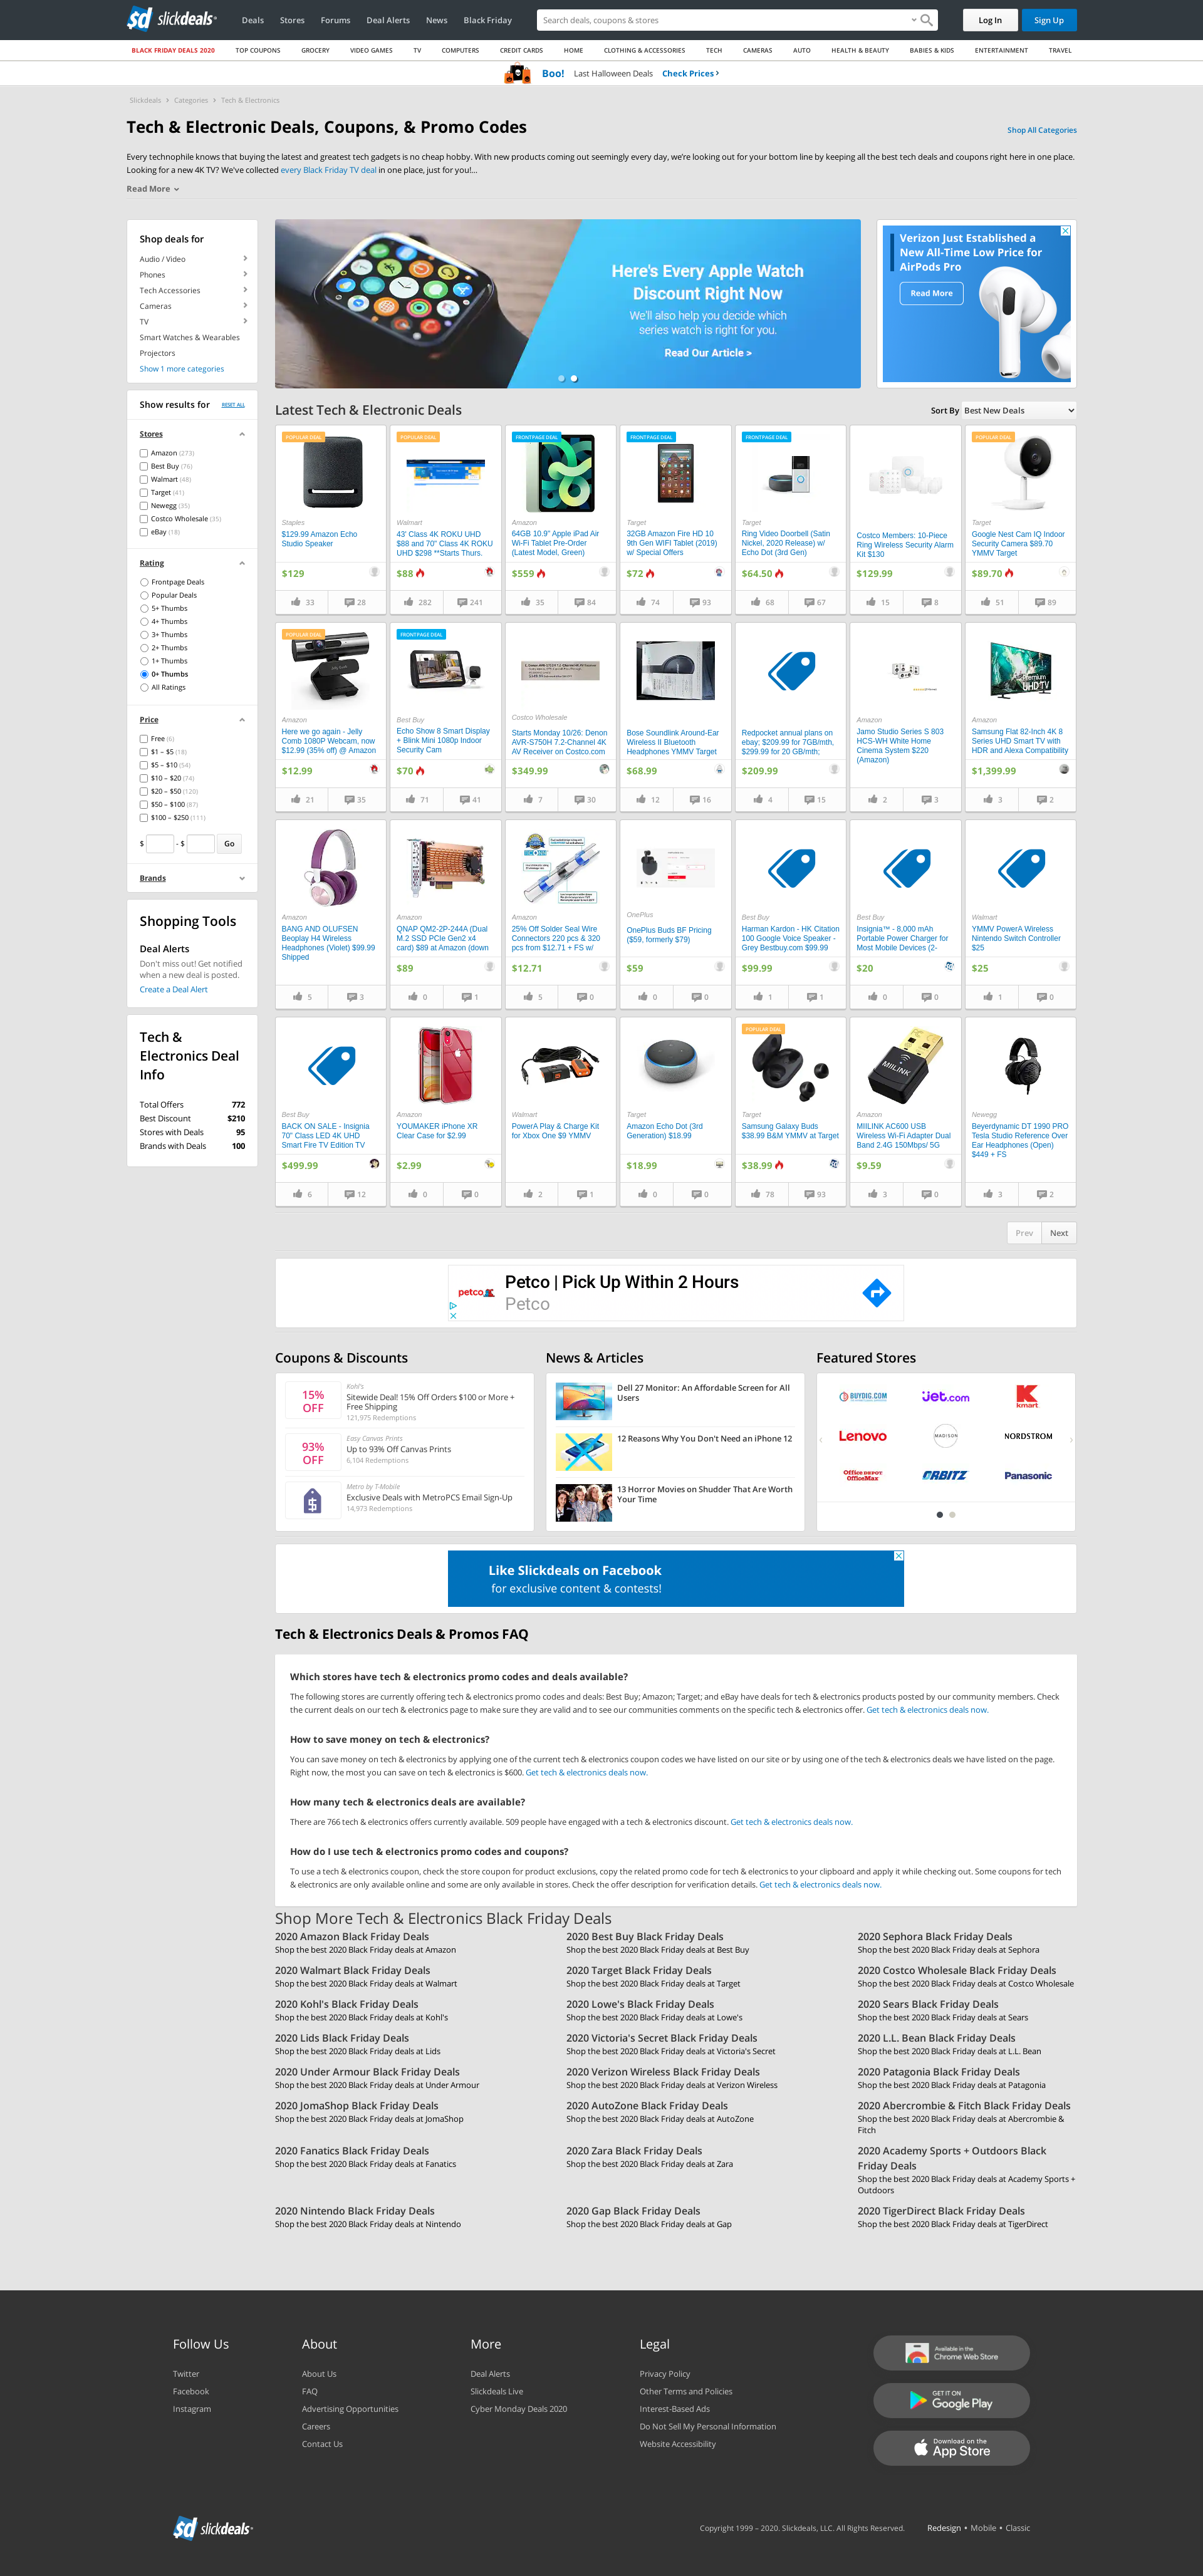 slickdeals
Deals Stores Forums Deal Alerts News Black Friday
Search deals, coupons & stores
Log In
Sign Up
BLACK FRIDAY DEALS 2020 TOP COUPONS GROCERY VIDEO GAMES TV COMPUTERS CREDIT CARDS HOME CLOTHING & ACCESSORIES TECH CAMERAS AUTO HEALTH & BEAUTY BABIES & KIDS ENTERTAINMENT TRAVEL
Boo! Last Halloween Deals Check Prices
Slickdeals Categories Tech & Electronics
Tech & Electronic Deals, Coupons, & Promo Codes
Shop All Categories
Every technophile knows that buying the latest and greatest tech gadgets is no cheap hobby. With new products coming out seemingly every day, we're looking out for your bottom line by keeping all the best tech deals and coupons right here in one place.
Looking for a new 4K TV? We've collected every Black Friday TV deal in one place, just for you!...
Read More
Shop deals for
Audio / Video
Phones
Tech Accessories
Cameras
TV
Smart Watches & Wearables
Projectors
Show 1 more categories
Show results for RESET ALL
Stores
Amazon (273)
Best Buy (76)
Walmart (48)
Target (41)
Newegg (35)
Costco Wholesale (35)
eBay (18)
Rating
Frontpage Deals
Popular Deals
5+ Thumbs
4+ Thumbs
3+ Thumbs
2+ Thumbs
1+ Thumbs
0+ Thumbs
All Ratings
Price
Free (6)
$1 – $5 (18)
$5 – $10 (54)
$10 – $20 (74)
$20 – $50 (120)
$50 – $100 (87)
$100 – $250 (111)
$ - $ Go
Brands
Shopping Tools
Deal Alerts
Don't miss out! Get notified
when a new deal is posted.
Create a Deal Alert
Tech &
Electronics Deal
Info
Total Offers 772
Best Discount $210
Stores with Deals 95
Brands with Deals 100
Here's Every Apple Watch
Discount Right Now
We'll also help you decide which
series watch is right for you.
Read Our Article >
Verizon Just Established a
New All-Time Low Price for
AirPods Pro
Read More
Latest Tech & Electronic Deals
Sort By Best New Deals
POPULAR DEAL
Staples
$129.99 Amazon Echo
Studio Speaker
$129
33 28
POPULAR DEAL
Walmart
43' Class 4K ROKU UHD
$88 and 70" Class 4K ROKU
UHD $298 **Starts Thurs.
$88
282 241
FRONTPAGE DEAL
Amazon
64GB 10.9" Apple iPad Air
Wi-Fi Tablet Pre-Order
(Latest Model, Green)
$559
35 84
FRONTPAGE DEAL
Target
32GB Amazon Fire HD 10
9th Gen WIFI Tablet (2019)
w/ Special Offers
$72
74 93
FRONTPAGE DEAL
Target
Ring Video Doorbell (Satin
Nickel, 2020 Release) w/
Echo Dot (3rd Gen)
$64.50
68 67
Costco Members: 10-Piece
Ring Wireless Security Alarm
Kit $130
$129.99
15 8
POPULAR DEAL
Target
Google Nest Cam IQ Indoor
Security Camera $89.70
YMMV Target
$89.70
51 89
POPULAR DEAL
Amazon
Here we go again - Jelly
Comb 1080P Webcam, now
$12.99 (35% off) @ Amazon
$12.99
21 35
FRONTPAGE DEAL
Best Buy
Echo Show 8 Smart Display
+ Blink Mini 1080p Indoor
Security Cam
$70
71 41
Costco Wholesale
Starts Monday 10/26: Denon
AVR-S750H 7.2-Channel 4K
AV Receiver on Costco.com
$349.99
7 30
Bose Soundlink Around-Ear
Wireless II Bluetooth
Headphones YMMV Target
$68.99
12 16
Redpocket annual plans on
ebay; $209.99 for 7GB/mth,
$299.99 for 20 GB/mth;
$209.99
4 15
Amazon
Jamo Studio Series S 803
HCS-WH White Home
Cinema System $220
(Amazon)
2 3
Premium
UHD TV
Amazon
Samsung Flat 82-Inch 4K 8
Series UHD Smart TV with
HDR and Alexa Compatibility
$1,399.99
3 2
Amazon
BANG AND OLUFSEN
Beoplay H4 Wireless
Headphones (Violet) $99.99
Shipped
5 3
Amazon
QNAP QM2-2P-244A (Dual
M.2 SSD PCIe Gen2 x4
card) $89 at Amazon (down
$89
0 1
Amazon
25% Off Solder Seal Wire
Connectors 220 pcs & 320
pcs from $12.71 + FS w/
$12.71
5 0
OnePlus
OnePlus Buds BF Pricing
($59, formerly $79)
$59
0 0
Best Buy
Harman Kardon - HK Citation
100 Google Voice Speaker -
Grey Bestbuy.com $99.99
$99.99
1 1
Best Buy
Insignia™ - 8,000 mAh
Portable Power Charger for
Most Mobile Devices (2-
$20
0 0
Walmart
YMMV PowerA Wireless
Nintendo Switch Controller
$25
$25
1 0
Best Buy
BACK ON SALE - Insignia
70" Class LED 4K UHD
Smart Fire TV Edition TV
$499.99
6 12
Amazon
YOUMAKER iPhone XR
Clear Case for $2.99
$2.99
0 0
Walmart
PowerA Play & Charge Kit
for Xbox One $9 YMMV
2 1
Target
Amazon Echo Dot (3rd
Generation) $18.99
$18.99
0 0
POPULAR DEAL
Target
Samsung Galaxy Buds
$38.99 B&M YMMV at Target
$38.99
78 93
MIILINK
Amazon
MIILINK AC600 USB
Wireless Wi-Fi Adapter Dual
Band 2.4G 150Mbps/ 5G
$9.59
3 0
Newegg
Beyerdynamic DT 1990 PRO
Tesla Studio Reference Over
Ear Headphones (Open)
$449 + FS
3 2
Prev Next
petco
Petco | Pick Up Within 2 Hours
Petco
Coupons & Discounts
15%
OFF
Kohl's
Sitewide Deal! 15% Off Orders $100 or More +
Free Shipping
121,975 Redemptions
93%
OFF
Easy Canvas Prints
Up to 93% Off Canvas Prints
6,104 Redemptions
Metro by T-Mobile
Exclusive Deals with MetroPCS Email Sign-Up
14,973 Redemptions
News & Articles
Dell 27 Monitor: An Affordable Screen for All
Users
12 Reasons Why You Don't Need an iPhone 12
13 Horror Movies on Shudder That Are Worth
Your Time
Featured Stores
BUYDIG.COM jet.com kmart
Lenovo MADISON NORDSTROM
Office DEPOT
OfficeMax ORBITZ Panasonic
Like Slickdeals on Facebook
for exclusive content & contests!
Tech & Electronics Deals & Promos FAQ
Which stores have tech & electronics promo codes and deals available?
The following stores are currently offering tech & electronics promo codes and deals: Best Buy; Amazon; Target; and eBay have deals for tech & electronics products posted by our community members. Check
the current deals on our tech & electronics page to make sure they are valid and to see our communities comments on the specific tech & electronics offer. Get tech & electronics deals now.
How to save money on tech & electronics?
You can save money on tech & electronics by applying one of the current tech & electronics coupon codes we have listed on our site or by using one of the tech & electronics deals we have listed on the page.
Right now, the most you can save on tech & electronics is $600. Get tech & electronics deals now.
How many tech & electronics deals are available?
There are 766 tech & electronics offers currently available. 509 people have engaged with a tech & electronics discount. Get tech & electronics deals now.
How do I use tech & electronics promo codes and coupons?
To use a tech & electronics coupon, check the store coupon for product exclusions, copy the related promo code for tech & electronics to your clipboard and apply it while checking out. Some coupons for tech
& electronics are only available online and some are only available in stores. Check the offer description for verification details. Get tech & electronics deals now.
Shop More Tech & Electronics Black Friday Deals
2020 Amazon Black Friday Deals
Shop the best 2020 Black Friday deals at Amazon
2020 Best Buy Black Friday Deals
Shop the best 2020 Black Friday deals at Best Buy
2020 Sephora Black Friday Deals
Shop the best 2020 Black Friday deals at Sephora
2020 Walmart Black Friday Deals
Shop the best 2020 Black Friday deals at Walmart
2020 Target Black Friday Deals
Shop the best 2020 Black Friday deals at Target
2020 Costco Wholesale Black Friday Deals
Shop the best 2020 Black Friday deals at Costco Wholesale
2020 Kohl's Black Friday Deals
Shop the best 2020 Black Friday deals at Kohl's
2020 Lowe's Black Friday Deals
Shop the best 2020 Black Friday deals at Lowe's
2020 Sears Black Friday Deals
Shop the best 2020 Black Friday deals at Sears
2020 Lids Black Friday Deals
Shop the best 2020 Black Friday deals at Lids
2020 Victoria's Secret Black Friday Deals
Shop the best 2020 Black Friday deals at Victoria's Secret
2020 L.L. Bean Black Friday Deals
Shop the best 2020 Black Friday deals at L.L. Bean
2020 Under Armour Black Friday Deals
Shop the best 2020 Black Friday deals at Under Armour
2020 Verizon Wireless Black Friday Deals
Shop the best 2020 Black Friday deals at Verizon Wireless
2020 Patagonia Black Friday Deals
Shop the best 2020 Black Friday deals at Patagonia
2020 JomaShop Black Friday Deals
Shop the best 2020 Black Friday deals at JomaShop
2020 AutoZone Black Friday Deals
Shop the best 2020 Black Friday deals at AutoZone
2020 Abercrombie & Fitch Black Friday Deals
Shop the best 2020 Black Friday deals at Abercrombie &
Fitch
2020 Fanatics Black Friday Deals
Shop the best 2020 Black Friday deals at Fanatics
2020 Zara Black Friday Deals
Shop the best 2020 Black Friday deals at Zara
2020 Academy Sports + Outdoors Black
Friday Deals
Shop the best 2020 Black Friday deals at Academy Sports +
Outdoors
2020 Nintendo Black Friday Deals
Shop the best 2020 Black Friday deals at Nintendo
2020 Gap Black Friday Deals
Shop the best 2020 Black Friday deals at Gap
2020 TigerDirect Black Friday Deals
Shop the best 2020 Black Friday deals at TigerDirect
Follow Us
Twitter
Facebook
Instagram
About
About Us
FAQ
Advertising Opportunities
Careers
Contact Us
More
Deal Alerts
Slickdeals Live
Cyber Monday Deals 2020
Legal
Privacy Policy
Other Terms and Policies
Interest-Based Ads
Do Not Sell My Personal Information
Website Accessibility
Available in the
Chrome Web Store
GET IT ON
Google Play
Download on the
App Store
slickdeals
Copyright 1999 – 2020. Slickdeals, LLC. All Rights Reserved.
Redesign • Mobile • Classic